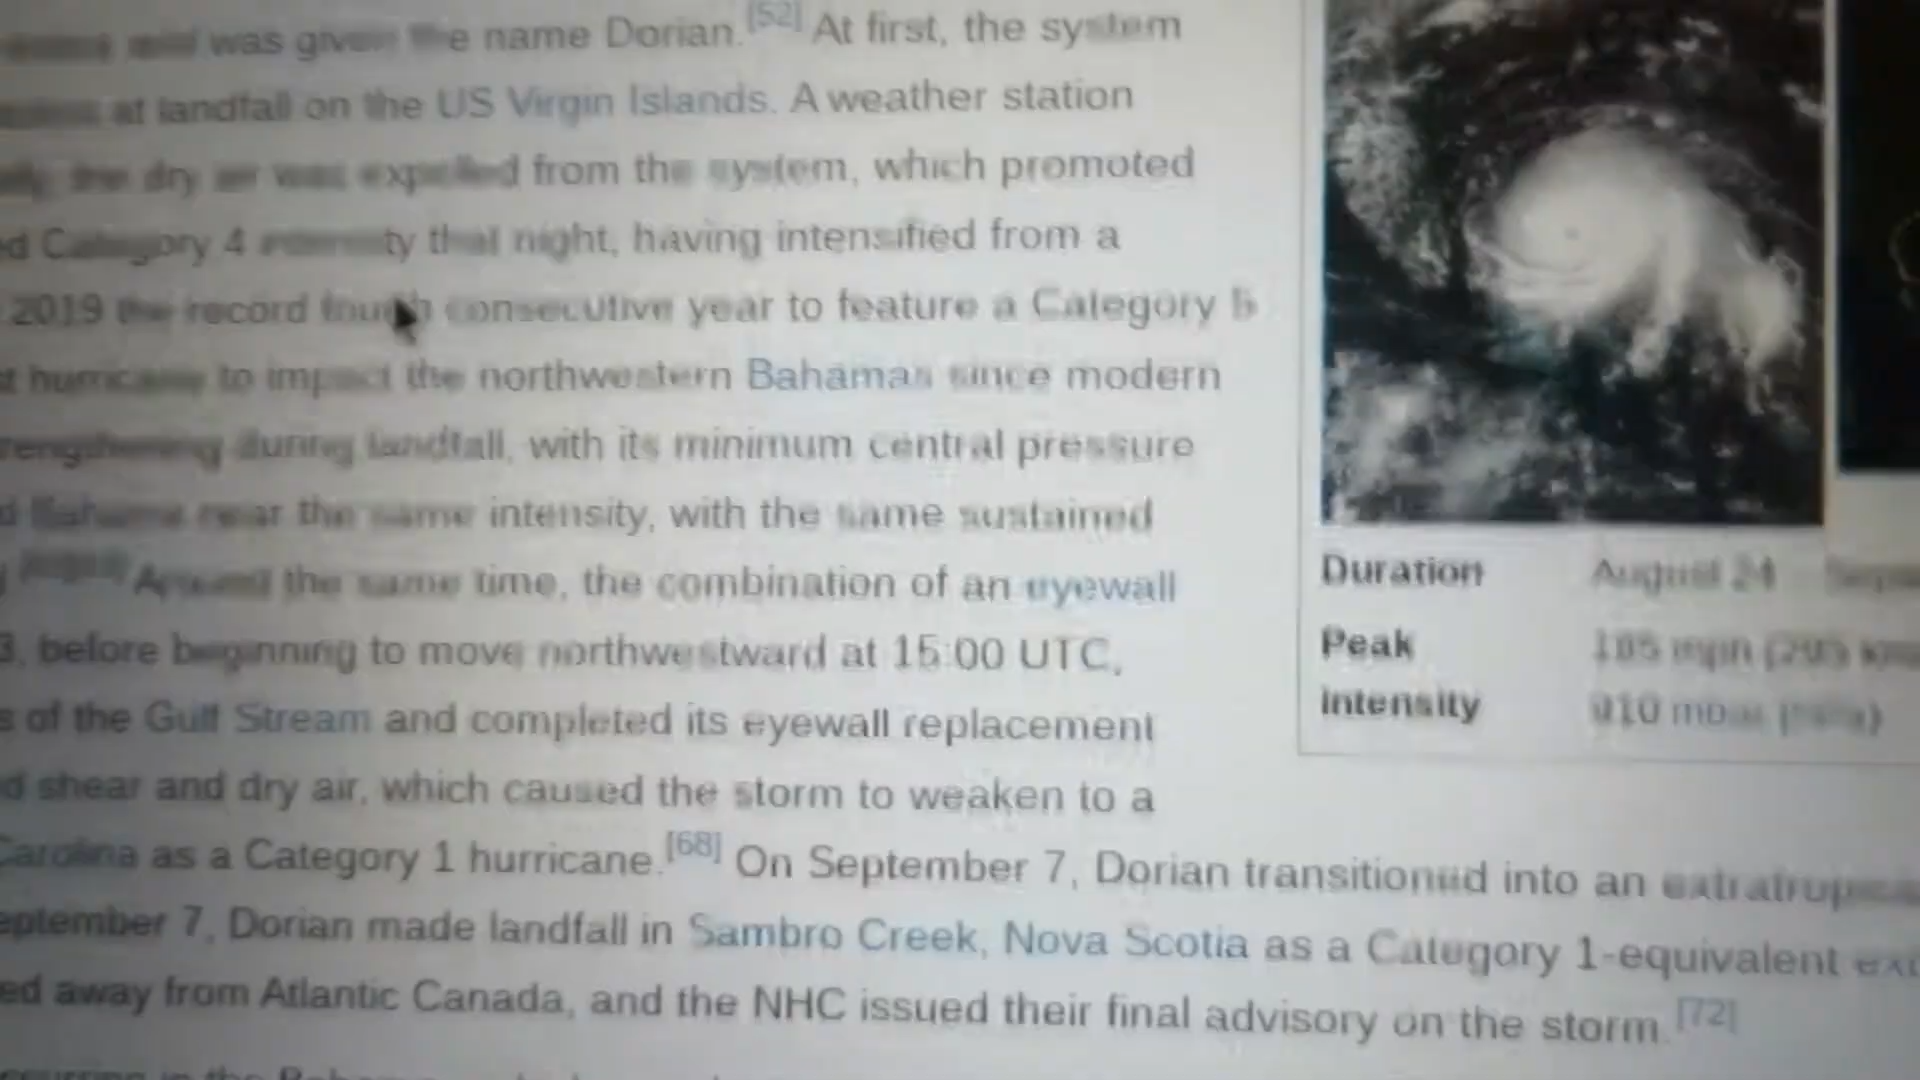 was given the name Dorian.[52] At first, the system
at landfall on the US Virgin Islands. A weather station
the dry air was expelled from the system, which promoted
Category 4 intensity that night, having intensified from a
2019 the record fourth consecutive year to feature a Category 5
hurricane to impact the northwestern Bahamas since modern
during landfall, with its minimum central pressure
near the same intensity, with the same sustained
Around the same time, the combination of an eyewall
3, before beginning to move northwestward at 15:00 UTC,
of the Gulf Stream and completed its eyewall replacement
shear and dry air, which caused the storm to weaken to a
Carolina as a Category 1 hurricane.[68] On September 7, Dorian transitioned into an
7, Dorian made landfall in Sambro Creek, Nova Scotia as a Category 1-equivalent
away from Atlantic Canada, and the NHC issued their final advisory on the storm.[72]
in the
Duration August 24
Peak 185 mph
intensity 910 mbar